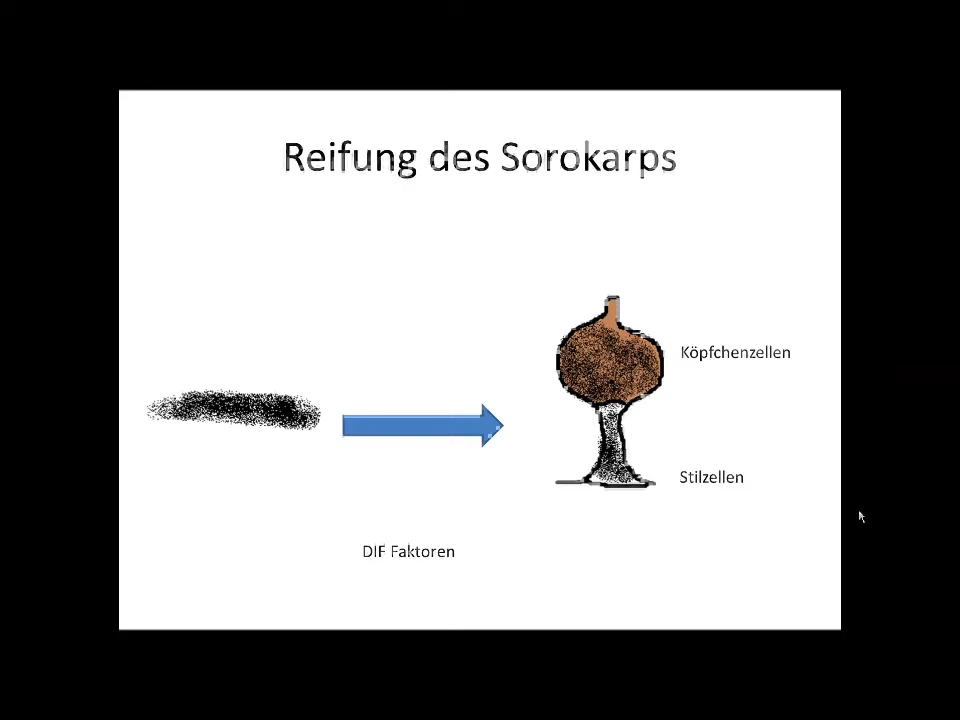 Reifung des Sorokarps
Köpfchenzellen
Stilzellen
DIF Faktoren